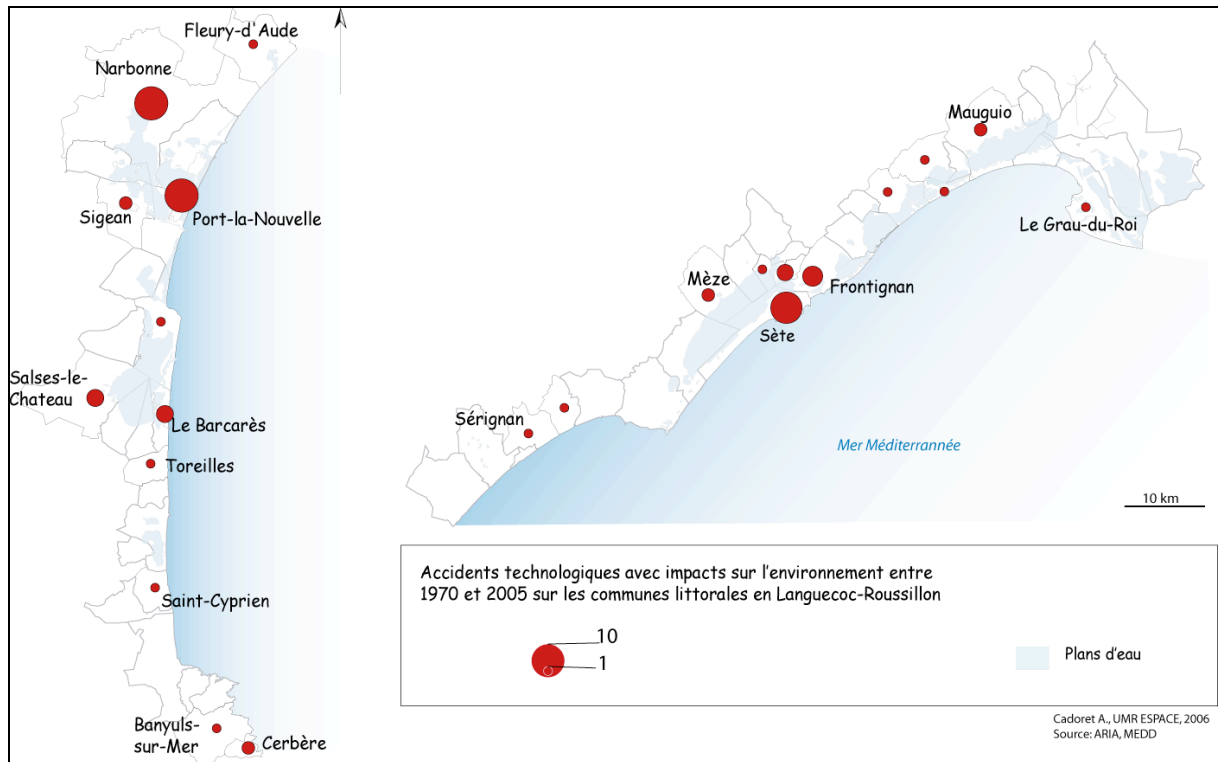 Fleury-d'Aude
Narbonne
Sigean
Port-la-Nouvelle
Salses-le-
Chateau
Le Barcarès
Toreilles
Saint-Cyprien
Banyuls-
sur-Mer
Cerbère
Mauguio
Le Grau-du-Roi
Mèze
Frontignan
Sète
Sérignan
Mer Méditerrannée
10 km
Accidents technologiques avec impacts sur l'environnement entre
1970 et 2005 sur les communes littorales en Languecoc-Roussillon
10
1
Plans d'eau
Cadoret A., UMR ESPACE, 2006
Source: ARIA, MEDD